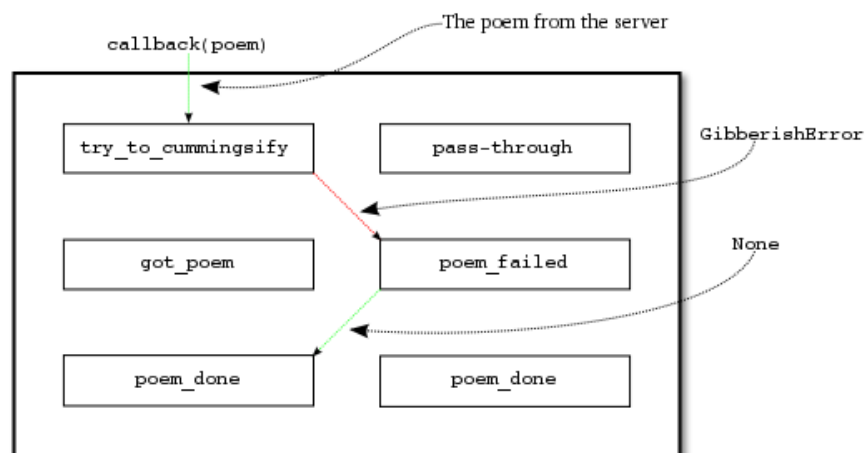 The poem from the server
callback(poem)
try_to_cummingsify
pass-through
GibberishError
got_poem
poem_failed
None
poem_done
poem_done